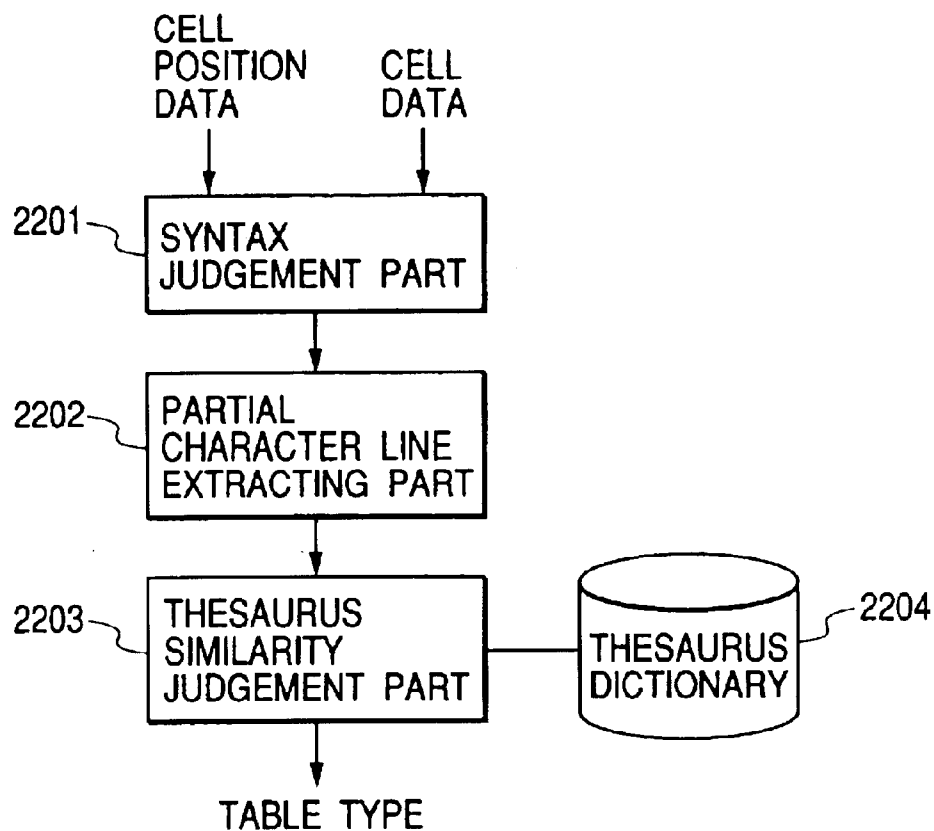 CELL
POSITION
DATA
CELL
DATA
2201
SYNTAX
JUDGEMENT PART
2202
PARTIAL
CHARACTER LINE
EXTRACTING PART
2203
THESAURUS
SIMILARITY
JUDGEMENT PART
2204
THESAURUS
DICTIONARY
TABLE TYPE